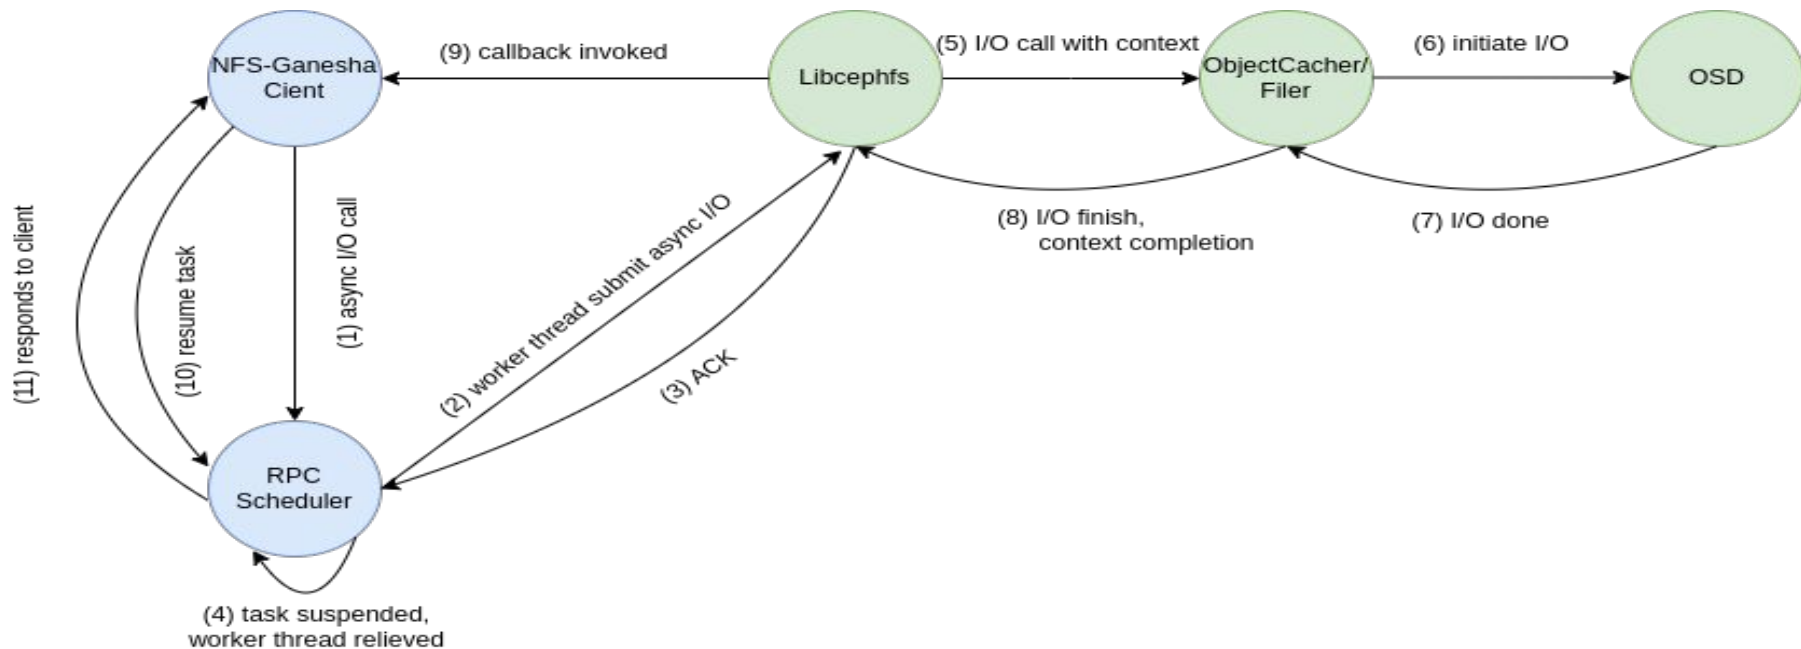 NFS-Ganesha
Cient
(9) callback invoked
Libcephfs
(5) I/O call with context
ObjectCacher/
Filer
(6) initiate I/O
OSD
(11) responds to client
(10) resume task
(1) async I/O call
(2) worker thread submit async I/O
(3) ACK
(8) I/O finish,
context completion
(7) I/O done
RPC
Scheduler
(4) task suspended,
worker thread relieved